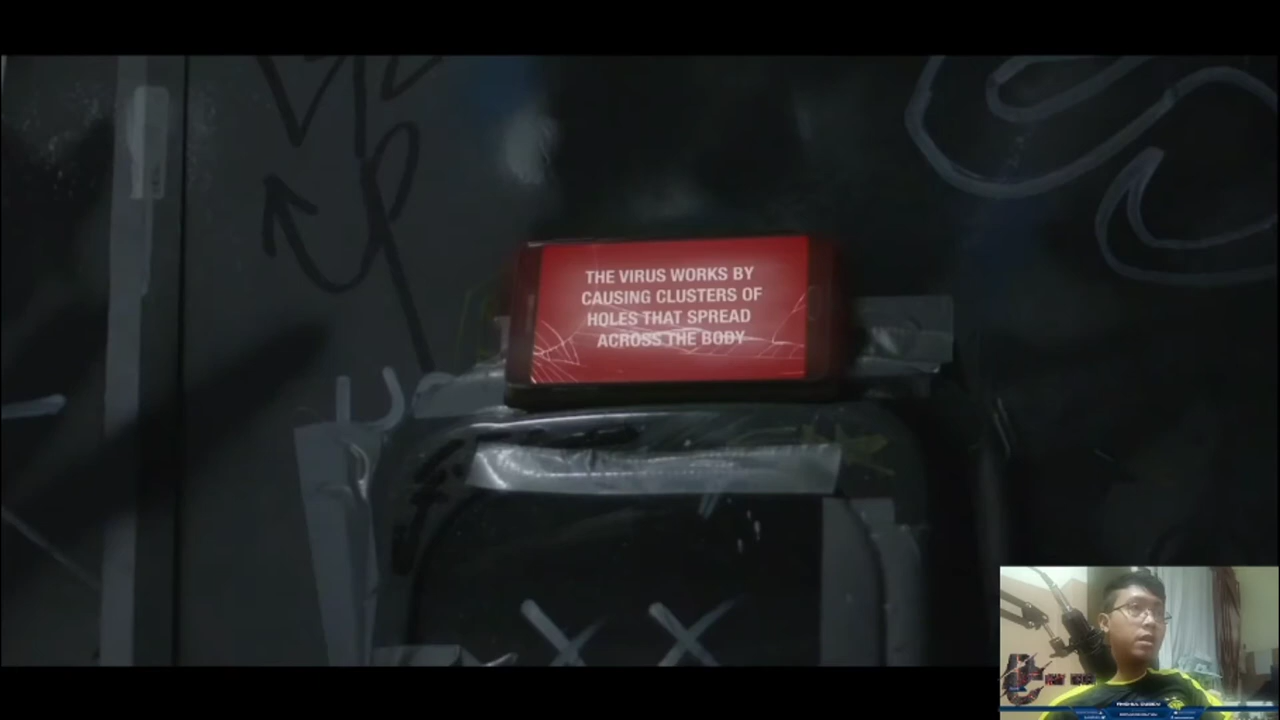 THE VIRUS WORKS BY
CAUSING CLUSTERS OF
HOLES THAT SPREAD
ACROSS THE BODY